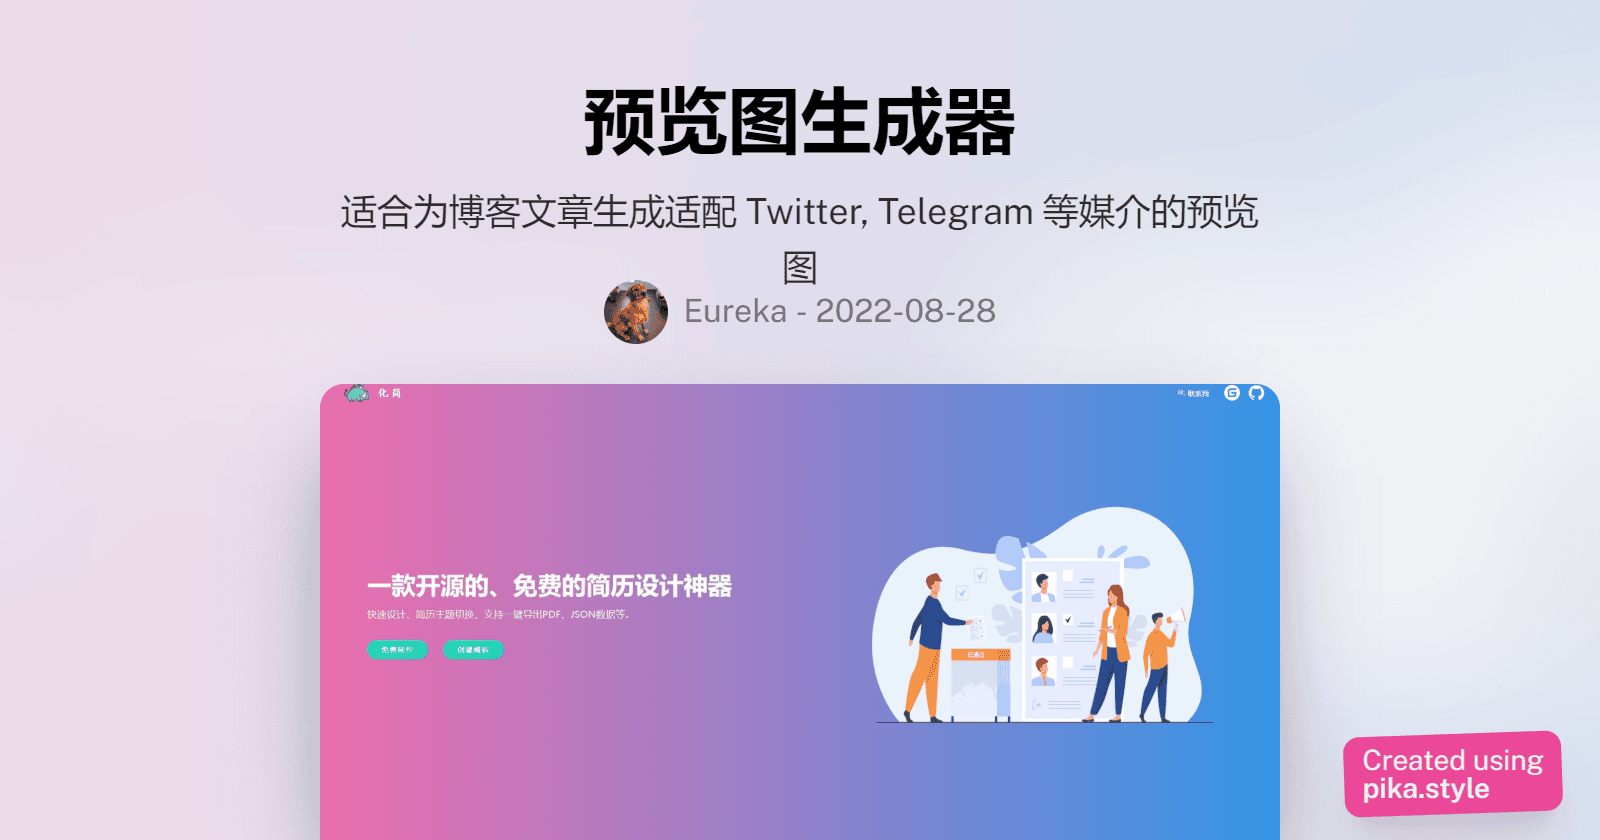 预览图生成器
适合为博客文章生成适配 Twitter, Telegram 等媒介的预览
图
Eureka - 2022-08-28
化简
联系我
一款开源的、免费的简历设计神器
快速设计、简历主题切换、支持一键导出PDF、JSON数据等。
免费制作
创建模板
已通过
Created using
pika.style